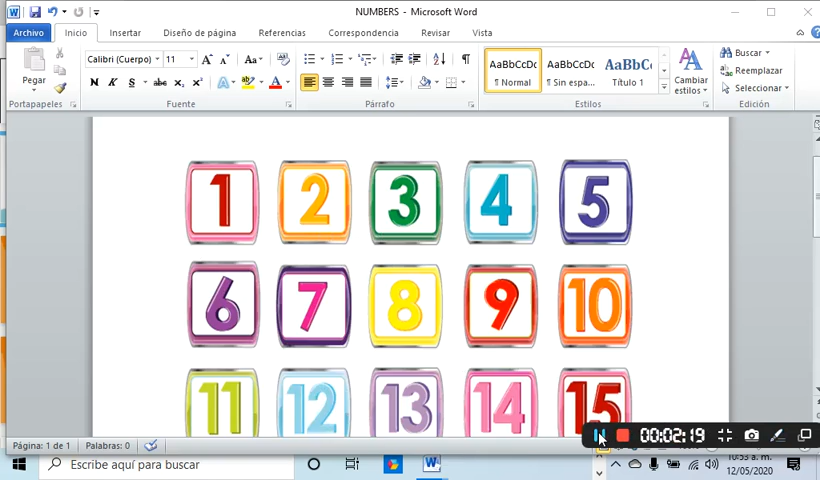 NUMBERS - Microsoft Word
Archivo Inicio Insertar Diseño de página Referencias Correspondencia Revisar Vista
Pegar
Calibri (Cuerpo) 11
N K S abc x₂ x²
AaBbCcDc AaBbCcDc AaBbC
¶ Normal ¶ Sin espa... Título 1
Cambiar estilos
Buscar
Reemplazar
Seleccionar
Portapapeles Fuente Párrafo Estilos Edición
1 2 3 4 5
6 7 8 9 10
11 12 13 14 15
00:02:19
Página: 1 de 1 Palabras: 0
Escribe aquí para buscar
10:53 a. m.
12/05/2020